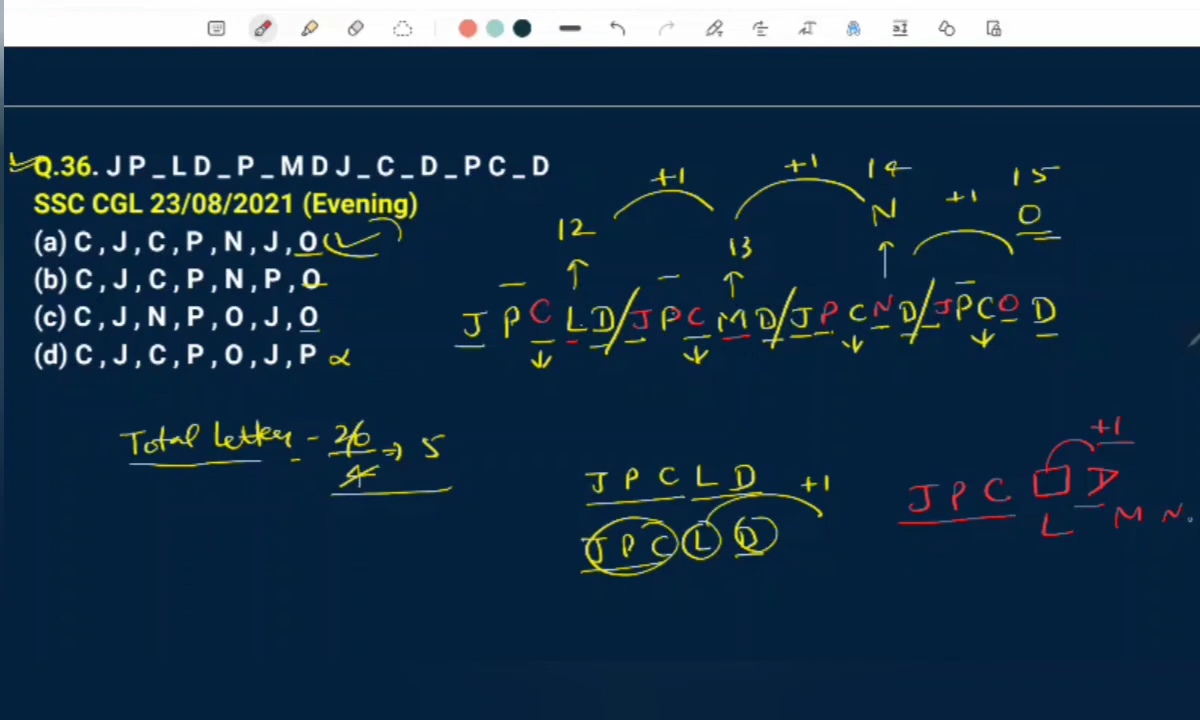 Q.36. J P _ L D _ P _ M D J _ C _ D _ P C _ D
SSC CGL 23/08/2021 (Evening)
(a) C , J , C , P , N , J , O
(b) C , J , C , P , N , P , O
(c) C , J , N , P , O , J , O
(d) C , J , C , P , O , J , P
+1 +1 14 15
N +1 O
12 13
J P C L D / J P C M D / J P C N D / J P C O D
Total letter - 20/4 => 5
J P C L D +1
J P C L D
+1
J P C D
L M N